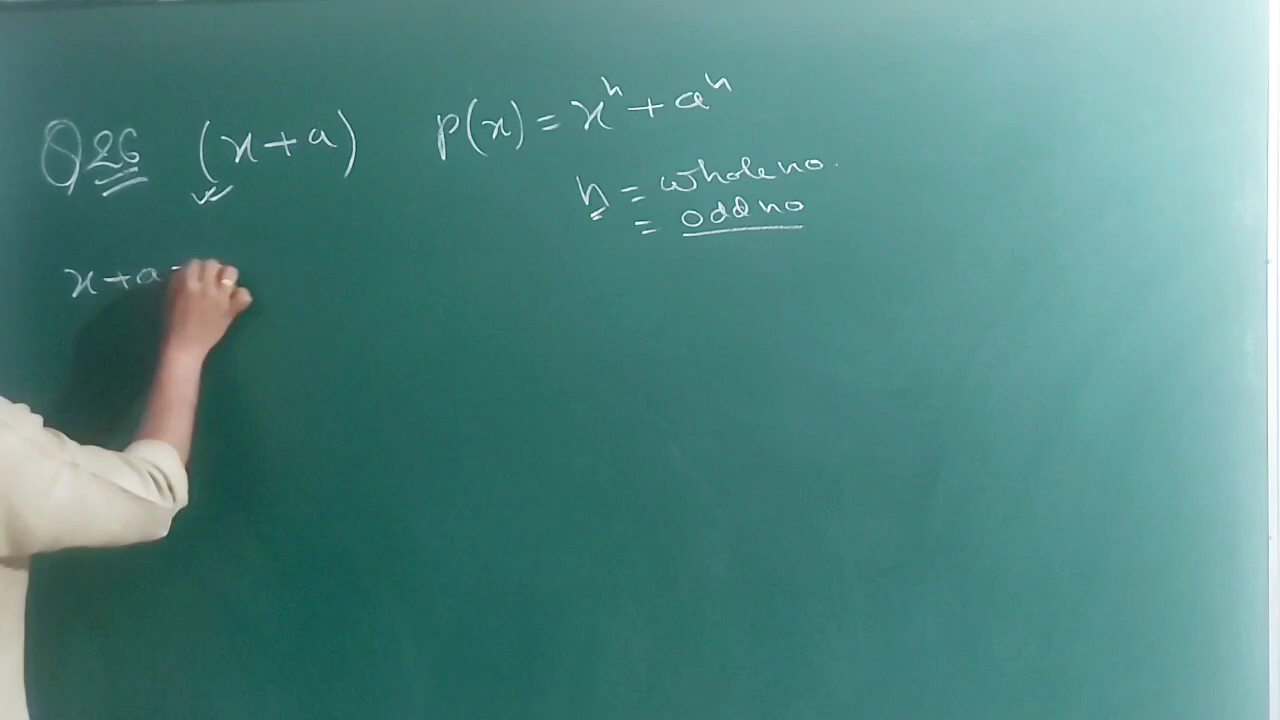 Q26 (x+a) p(x) = xⁿ + aⁿ
n = whole no.
= odd no
x+a =